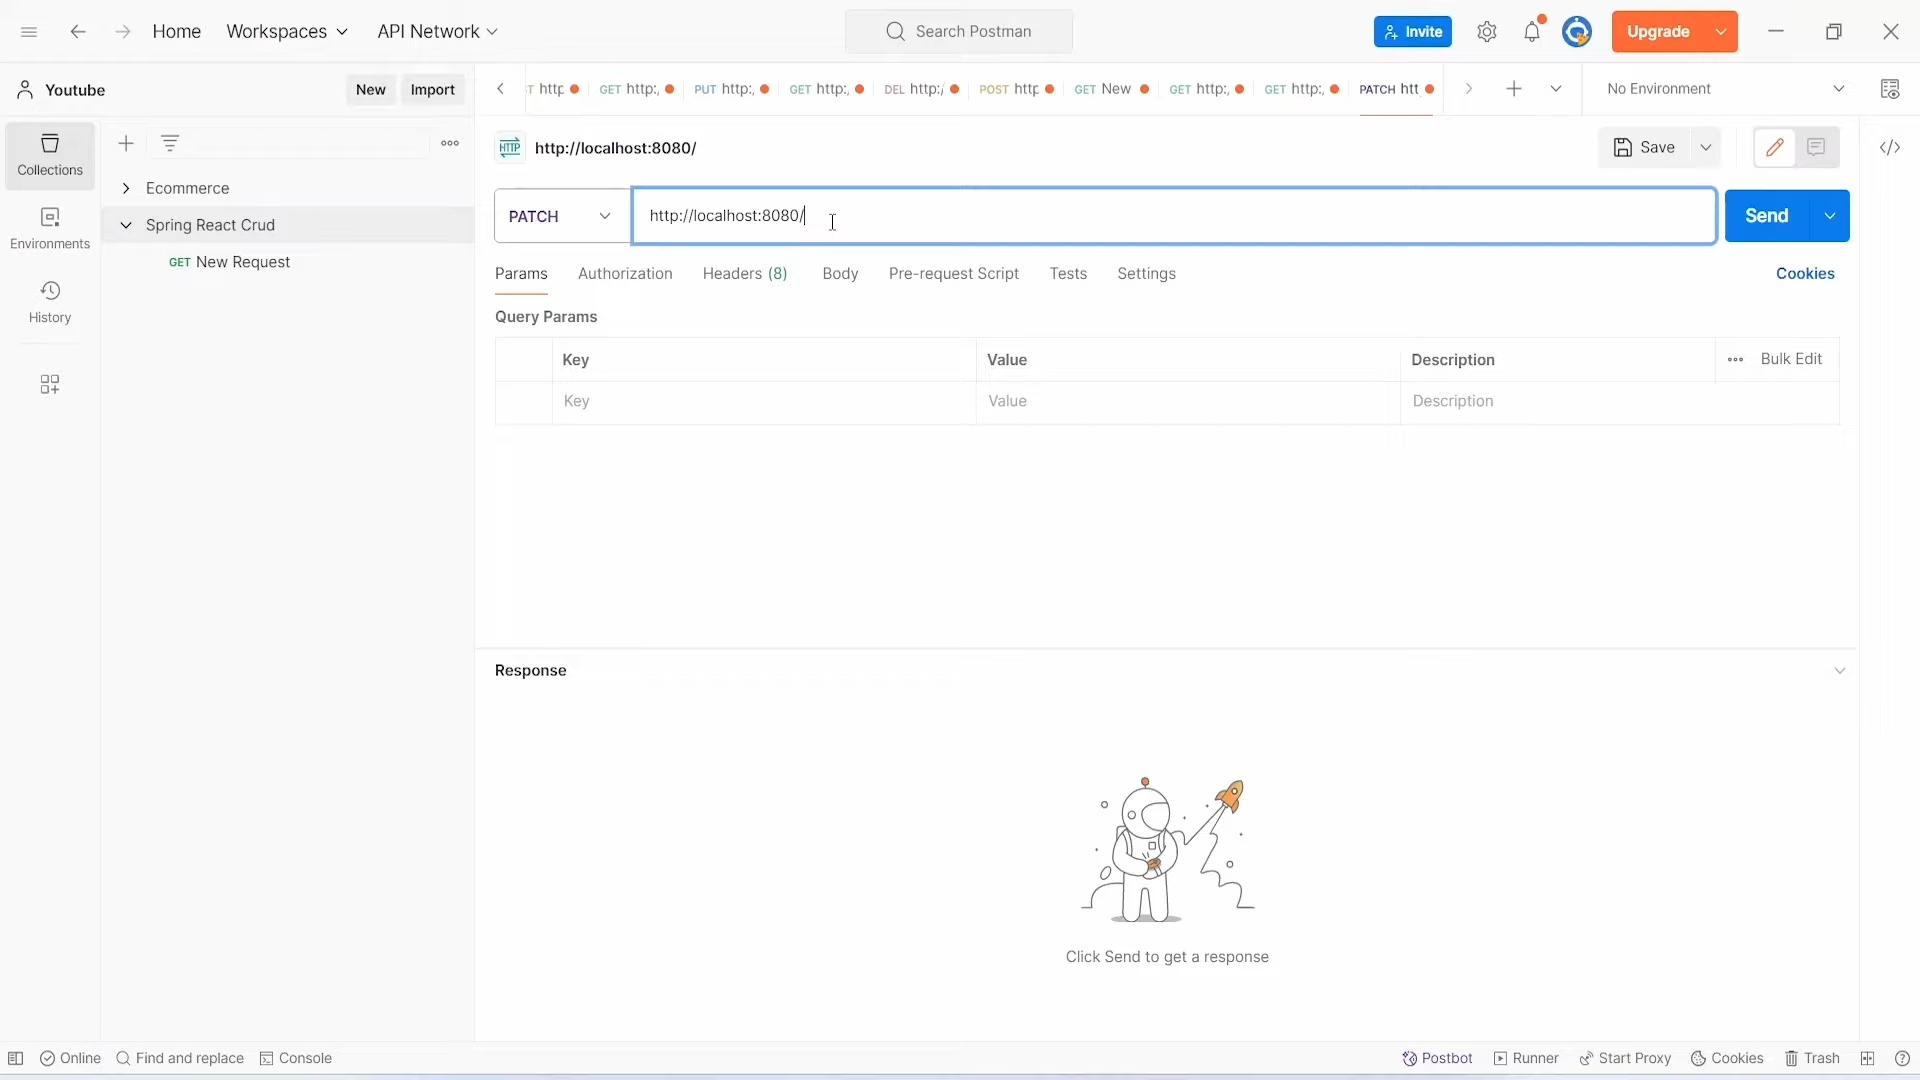 Home Workspaces API Network Search Postman Invite Upgrade
Youtube New Import
http GET http: PUT http: GET http: DEL http:/ POST http GET New GET http: GET http: PATCH htt No Environment
Collections
Environments
History
Ecommerce
Spring React Crud
GET New Request
HTTP http://localhost:8080/ Save
PATCH http://localhost:8080/ Send
Params Authorization Headers (8) Body Pre-request Script Tests Settings Cookies
Query Params
Key Value Description Bulk Edit
Key Value Description
Response
Click Send to get a response
Online Find and replace Console Postbot Runner Start Proxy Cookies Trash